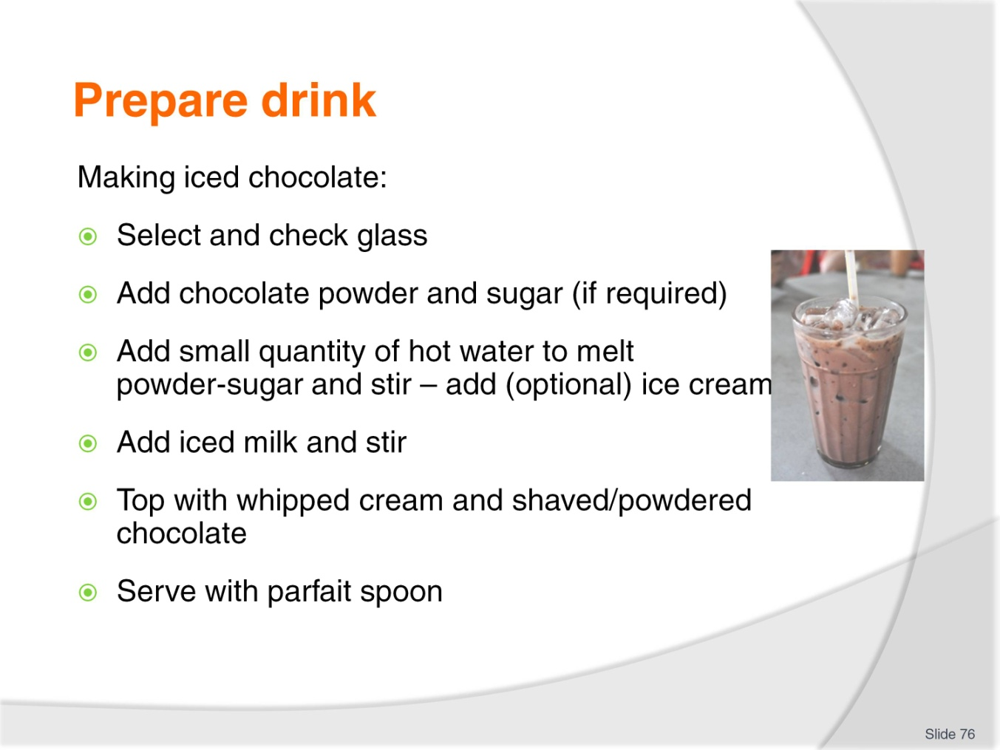 Prepare drink
Making iced chocolate:
Select and check glass
Add chocolate powder and sugar (if required)
Add small quantity of hot water to melt
powder-sugar and stir – add (optional) ice cream
Add iced milk and stir
Top with whipped cream and shaved/powdered
chocolate
Serve with parfait spoon
Slide 76